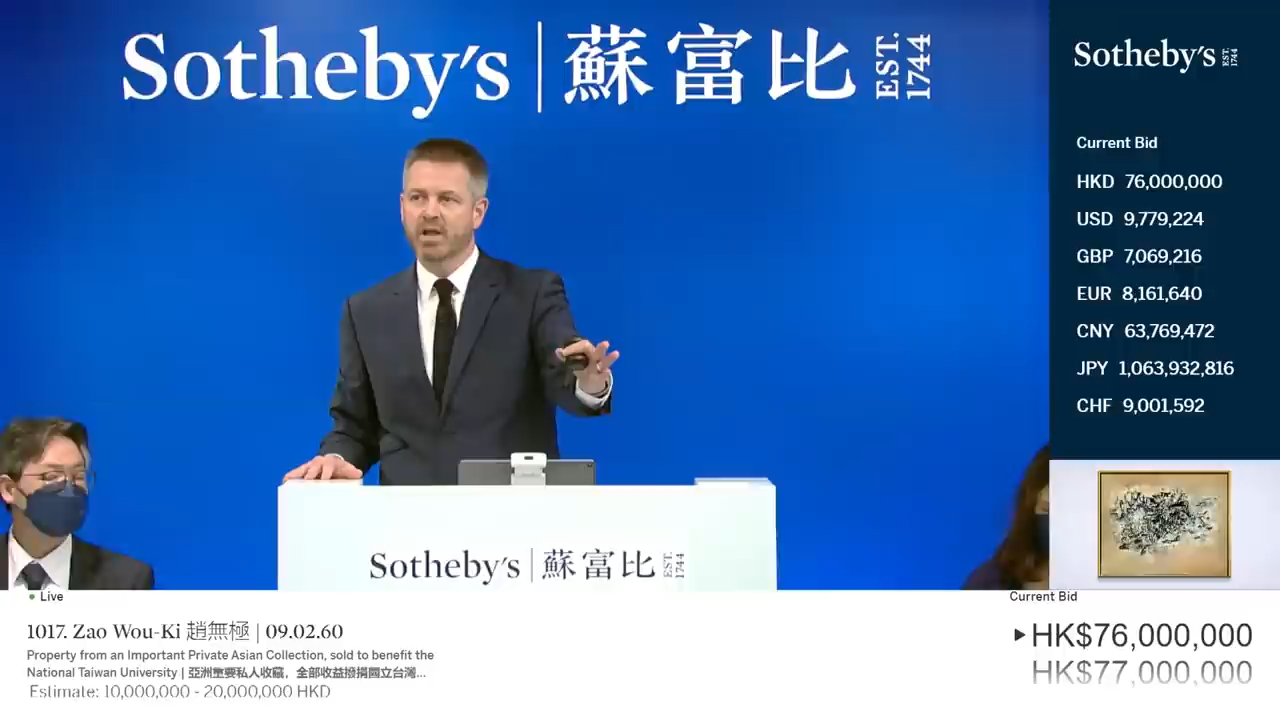 Sotheby's | 蘇富比 EST. 1744
Sotheby's EST. 1744
Current Bid
HKD 76,000,000
USD 9,779,224
GBP 7,069,216
EUR 8,161,640
CNY 63,769,472
JPY 1,063,932,816
CHF 9,001,592
Sotheby's | 蘇富比 EST. 1744
Live
Current Bid
1017. Zao Wou-Ki 趙無極 | 09.02.60
Property from an Important Private Asian Collection, sold to benefit the
National Taiwan University | 亞洲重要私人收藏，全部收益撥捐國立台灣...
Estimate: 10,000,000 - 20,000,000 HKD
HK$76,000,000
HK$77,000,000